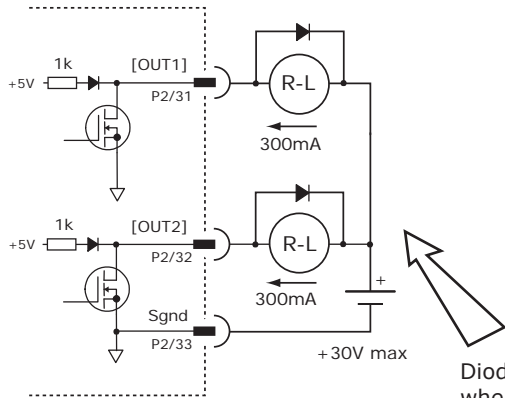 1k
[OUT1]
+5V
P2/31
R-L
300mA
1k
[OUT2]
+5V
P2/32
R-L
300mA
Sgnd
P2/33
+
+30V max
Diod
whe